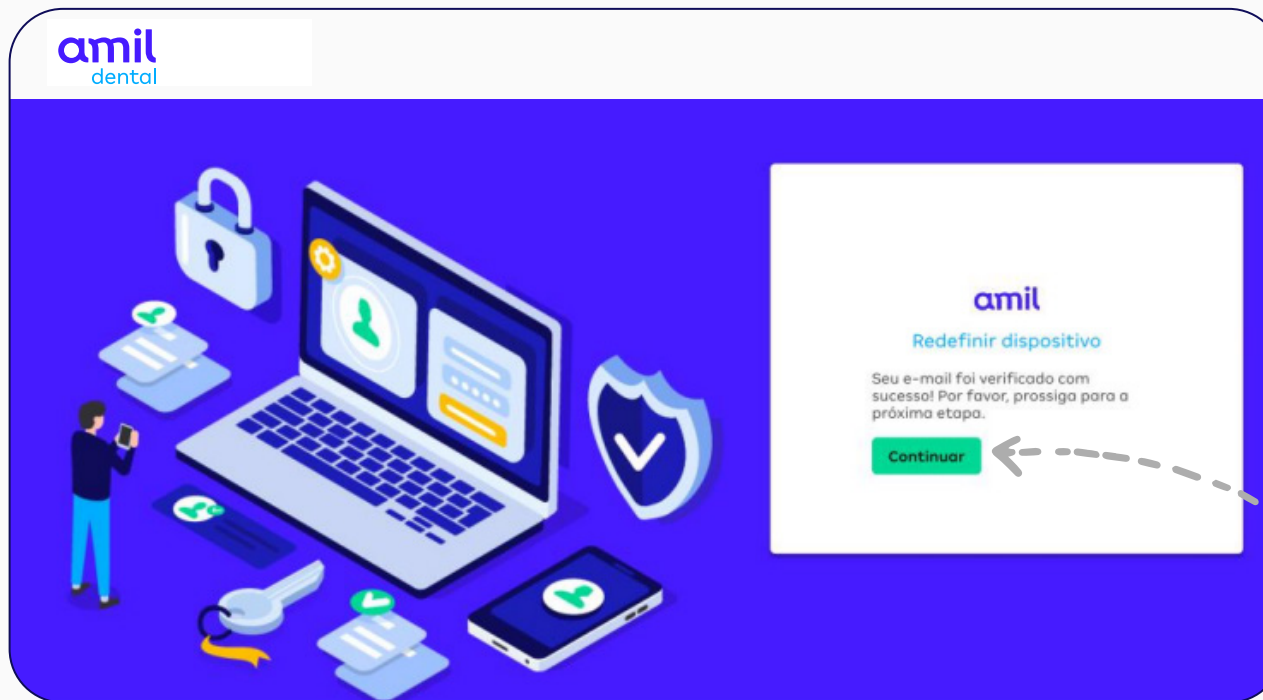 amil
dental
amil
Redefinir dispositivo
Seu e-mail foi verificado com
sucesso! Por favor, prossiga para a
próxima etapa.
Continuar